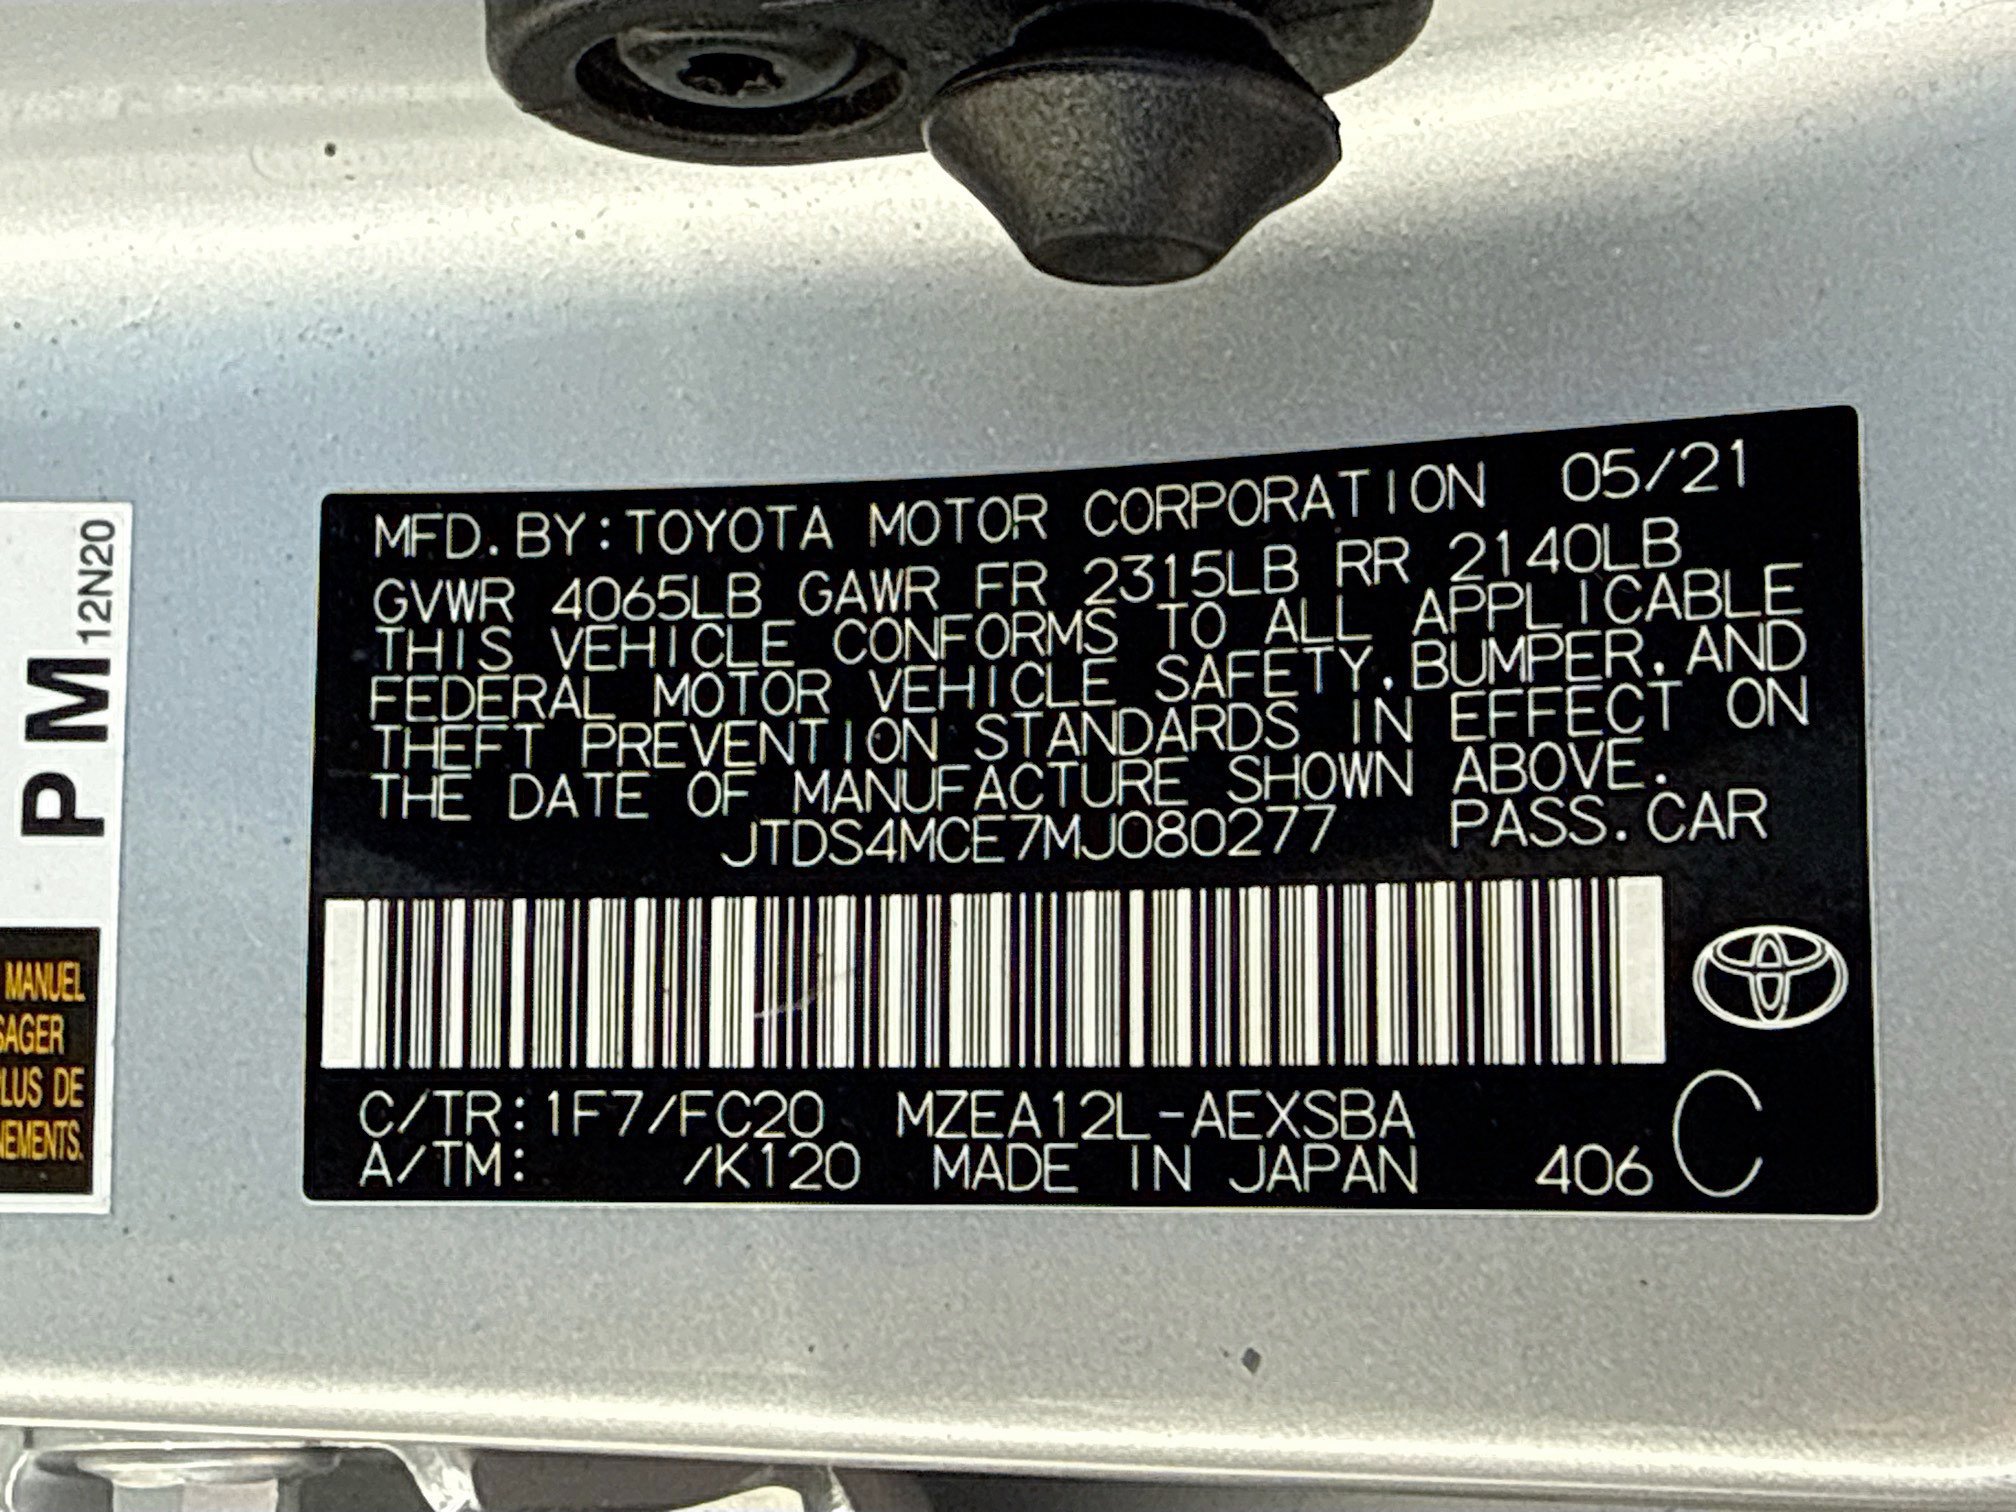 MFD. BY: TOYOTA MOTOR CORPORATION 05/21
GVWR 4065LB GAWR FR 2315LB RR 2140LB
THIS VEHICLE CONFORMS TO ALL APPLICABLE
FEDERAL MOTOR VEHICLE SAFETY, BUMPER, AND
THEFT PREVENTION STANDARDS IN EFFECT ON
THE DATE OF MANUFACTURE SHOWN ABOVE.
JTDS4MCE7MJ080277 PASS. CAR
C/TR: 1F7/FC20 MZEA12L-AEXSBA
A/TM: /K120 MADE IN JAPAN 406 C
PM 12N20
MANUEL
SAGER
PLUS DE
NEMENTS.